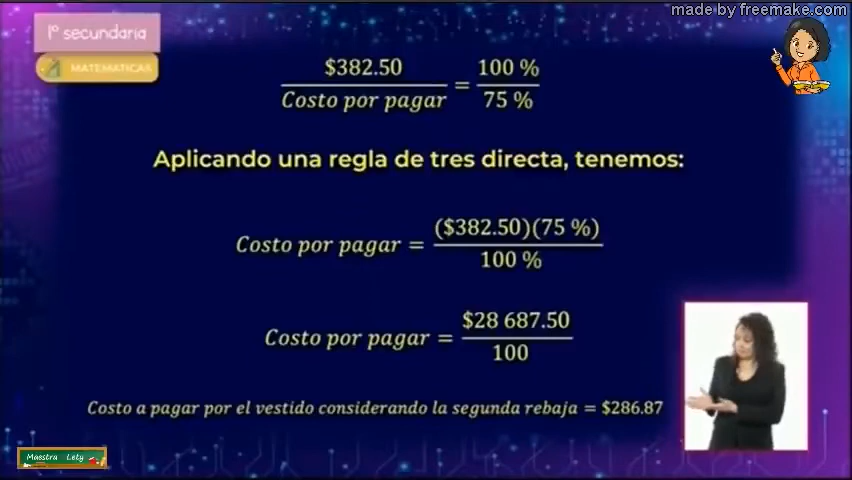 made by freemake.com
1° secundaria
MATEMATICAS
$382.50 / Costo por pagar = 100 % / 75 %
Aplicando una regla de tres directa, tenemos:
Costo por pagar = ($382.50)(75 %) / 100 %
Costo por pagar = $28 687.50 / 100
Costo a pagar por el vestido considerando la segunda rebaja = $286.87
Maestra Lety